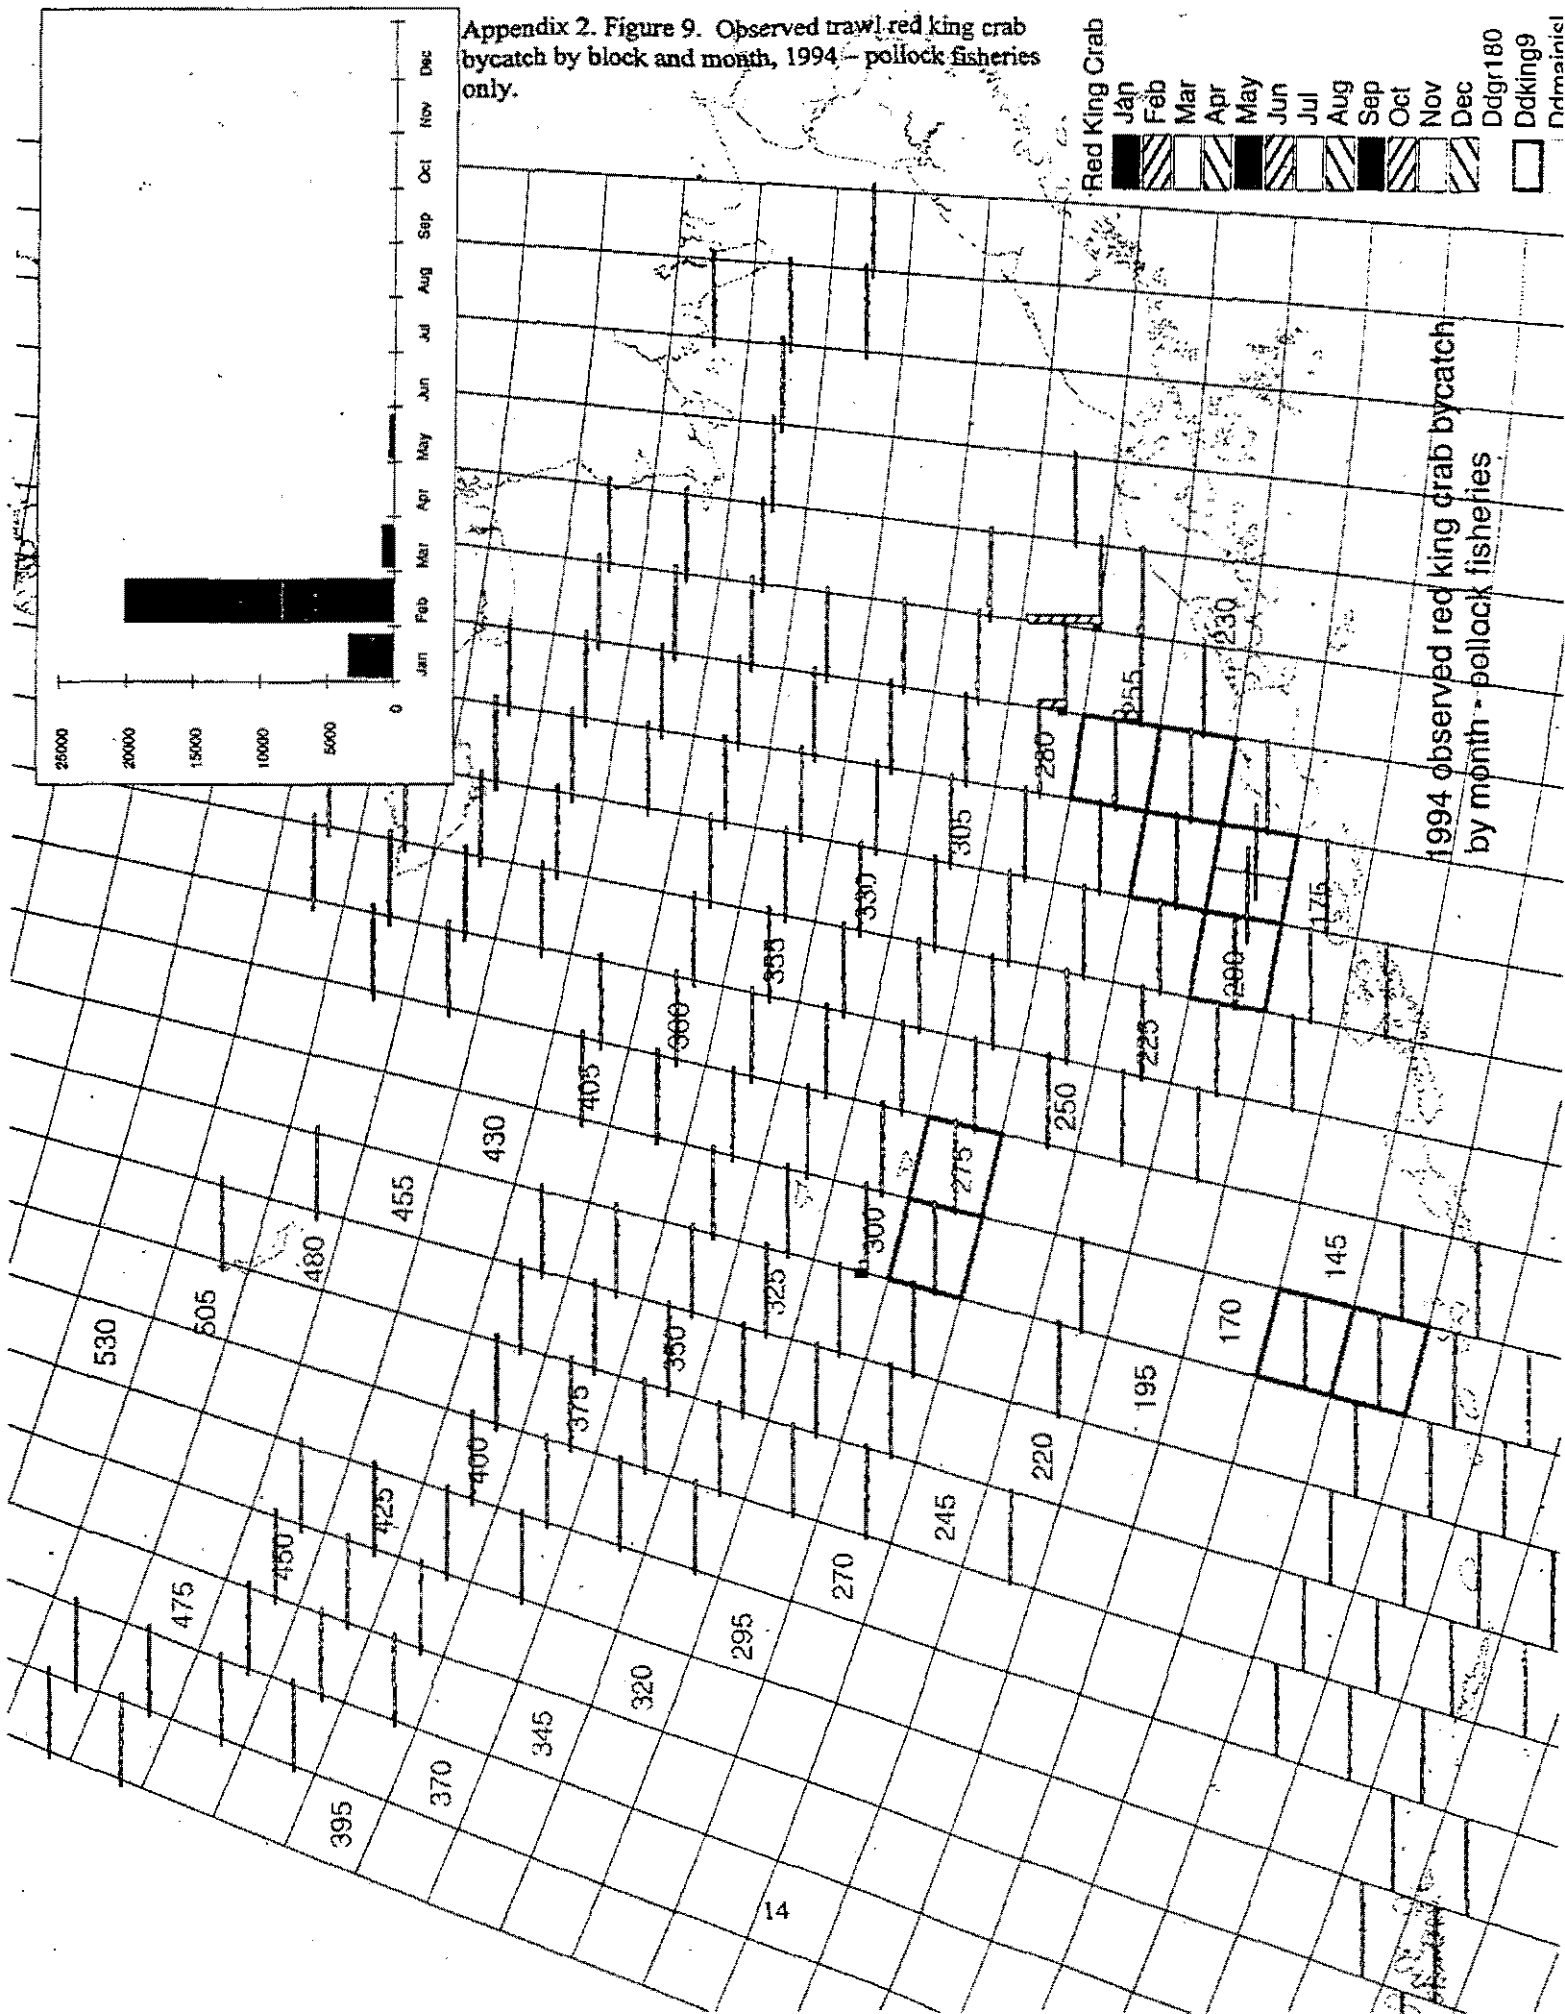 Appendix 2. Figure 9. Observed trawl red king crab
bycatch by block and month, 1994 – pollock fisheries
only.
25000
20000
15000
10000
5000
0
Jan
Feb
Mar
Apr
May
Jun
Jul
Aug
Sep
Oct
Nov
Dec
Red King Crab
Jan
Feb
Mar
Apr
May
Jun
Jul
Aug
Sep
Oct
Nov
Dec
Ddgr180
Ddking9
Ddmainisl
1994 observed red king crab bycatch
by month - pollack fisheries
530
505
480
455
430
405
355
330
305
280
255
230
475
450
425
400
375
350
325
300
275
250
225
200
175
395
370
345
320
295
270
245
220
195
170
145
14